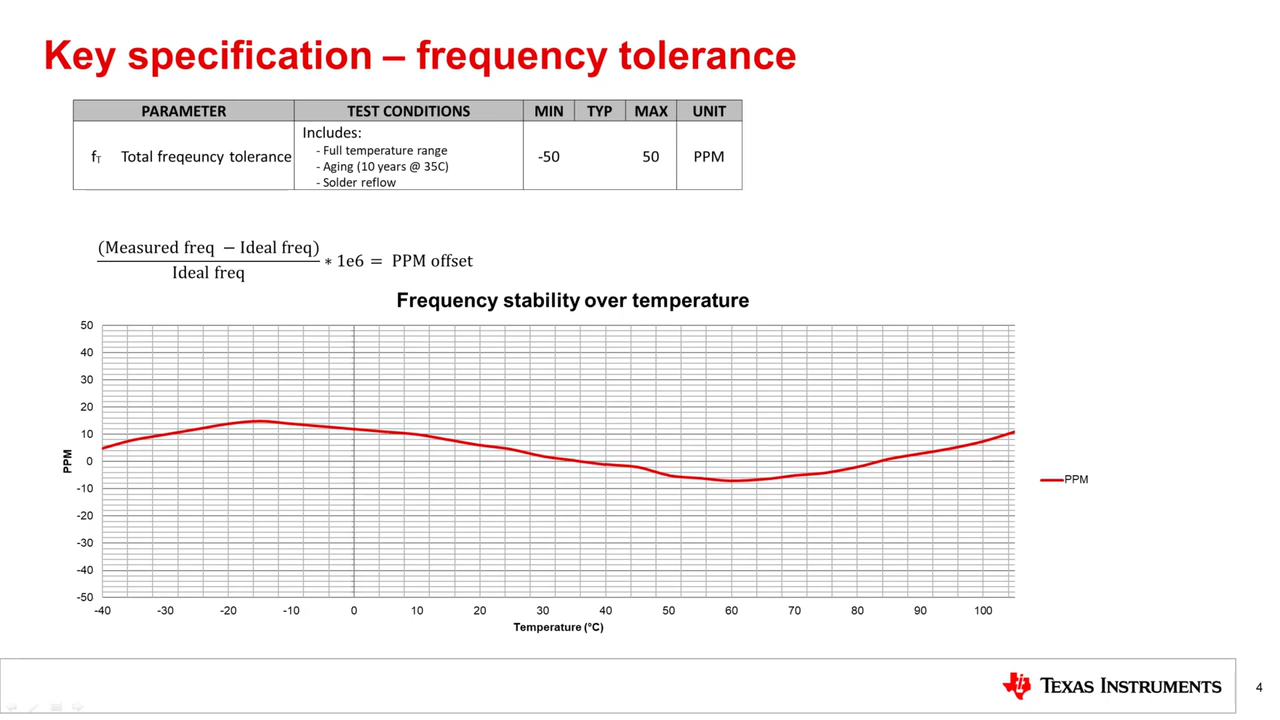 Key specification – frequency tolerance
PARAMETER TEST CONDITIONS MIN TYP MAX UNIT
Includes:
- Full temperature range
fT Total freqeuncy tolerance -50 50 PPM
- Aging (10 years @ 35C)
- Solder reflow
(Measured freq − Ideal freq)
∗ 1e6 = PPM offset
Ideal freq
Frequency stability over temperature
50
40
30
20
10
0
-10
-20
-30
-40
-50
PPM
-40 -30 -20 -10 0 10 20 30 40 50 60 70 80 90 100
Temperature (°C)
PPM
TEXAS INSTRUMENTS
4